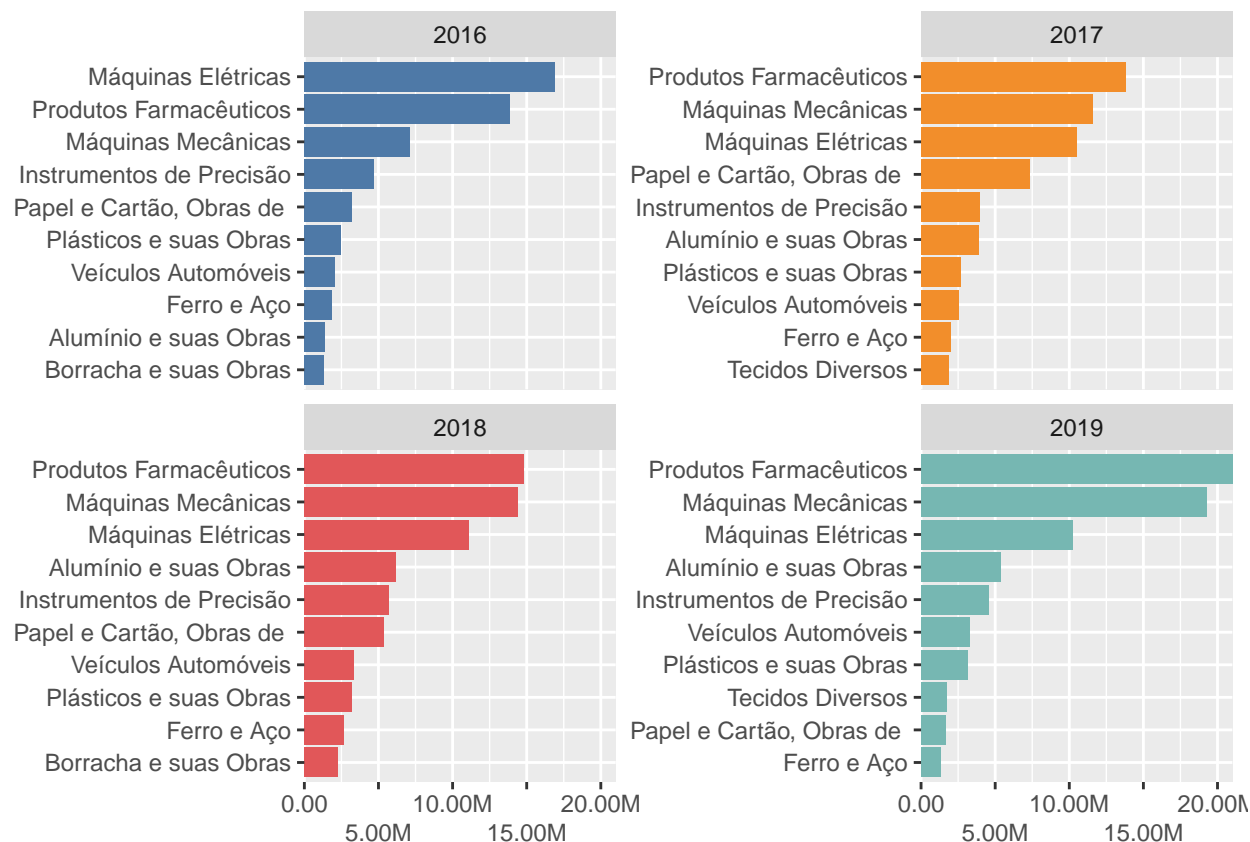 2016
Máquinas Elétricas
Produtos Farmacêuticos
Máquinas Mecânicas
Instrumentos de Precisão
Papel e Cartão, Obras de
Plásticos e suas Obras
Veículos Automóveis
Ferro e Aço
Alumínio e suas Obras
Borracha e suas Obras
2017
Produtos Farmacêuticos
Máquinas Mecânicas
Máquinas Elétricas
Papel e Cartão, Obras de
Instrumentos de Precisão
Alumínio e suas Obras
Plásticos e suas Obras
Veículos Automóveis
Ferro e Aço
Tecidos Diversos
2018
Produtos Farmacêuticos
Máquinas Mecânicas
Máquinas Elétricas
Alumínio e suas Obras
Instrumentos de Precisão
Papel e Cartão, Obras de
Veículos Automóveis
Plásticos e suas Obras
Ferro e Aço
Borracha e suas Obras
0.00 10.00M 20.00M
5.00M 15.00M
2019
Produtos Farmacêuticos
Máquinas Mecânicas
Máquinas Elétricas
Alumínio e suas Obras
Instrumentos de Precisão
Veículos Automóveis
Plásticos e suas Obras
Tecidos Diversos
Papel e Cartão, Obras de
Ferro e Aço
0.00 10.00M 20.00M
5.00M 15.00M